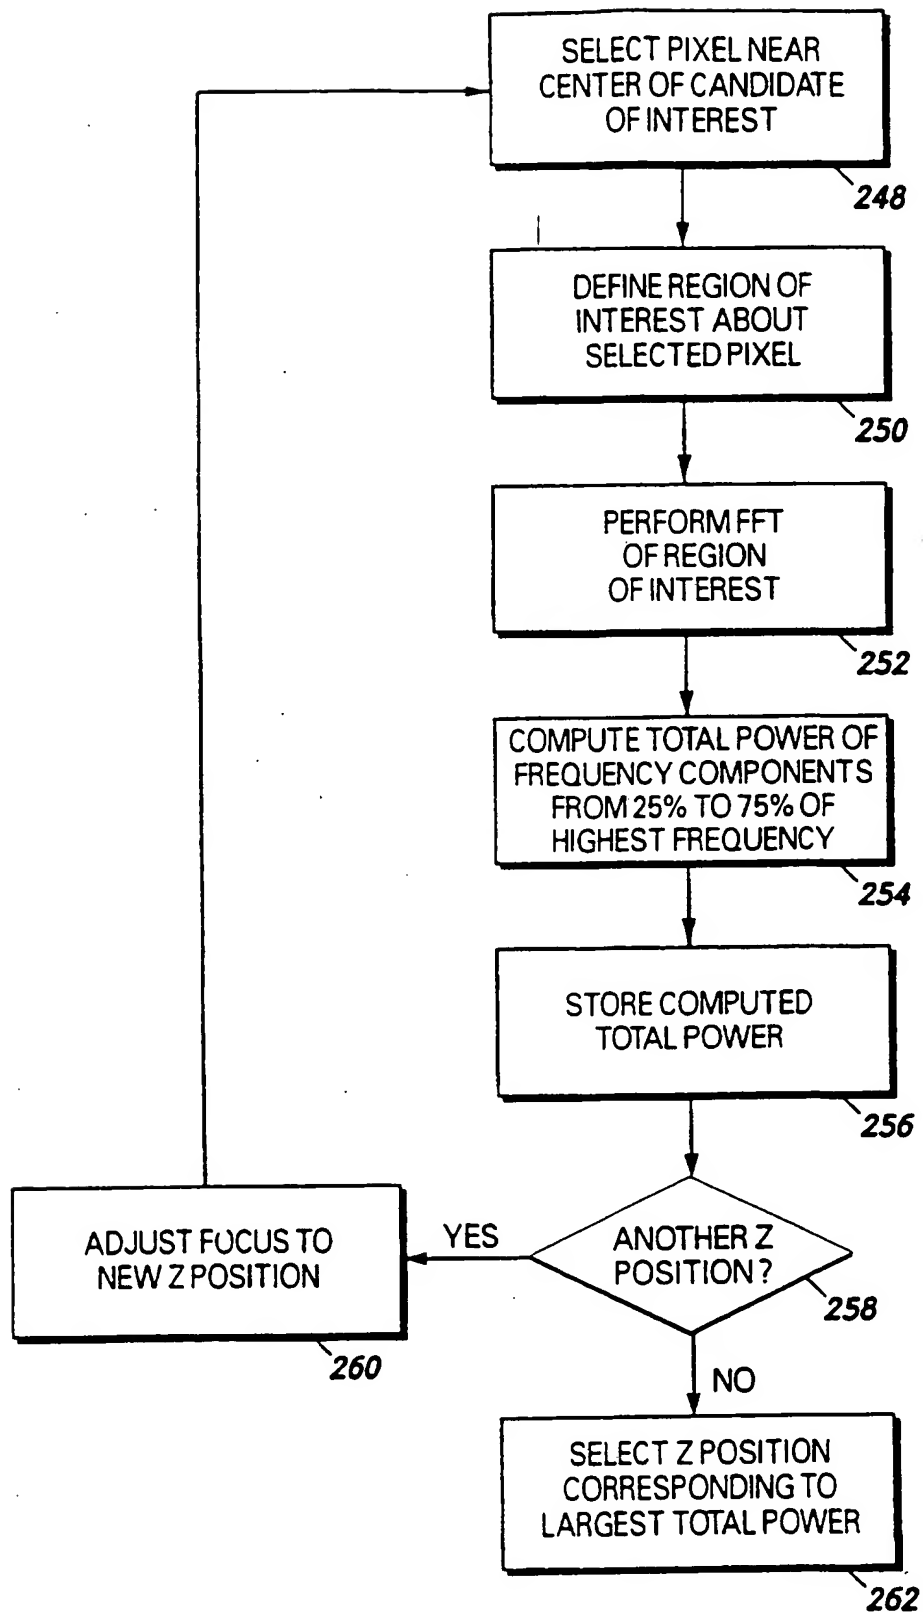 SELECT PIXEL NEAR
CENTER OF CANDIDATE
OF INTEREST
248
DEFINE REGION OF
INTEREST ABOUT
SELECTED PIXEL
250
PERFORM FFT
OF REGION
OF INTEREST
252
COMPUTE TOTAL POWER OF
FREQUENCY COMPONENTS
FROM 25% TO 75% OF
HIGHEST FREQUENCY
254
STORE COMPUTED
TOTAL POWER
256
ANOTHER Z
POSITION?
258
YES
ADJUST FOCUS TO
NEW Z POSITION
260
NO
SELECT Z POSITION
CORRESPONDING TO
LARGEST TOTAL POWER
262